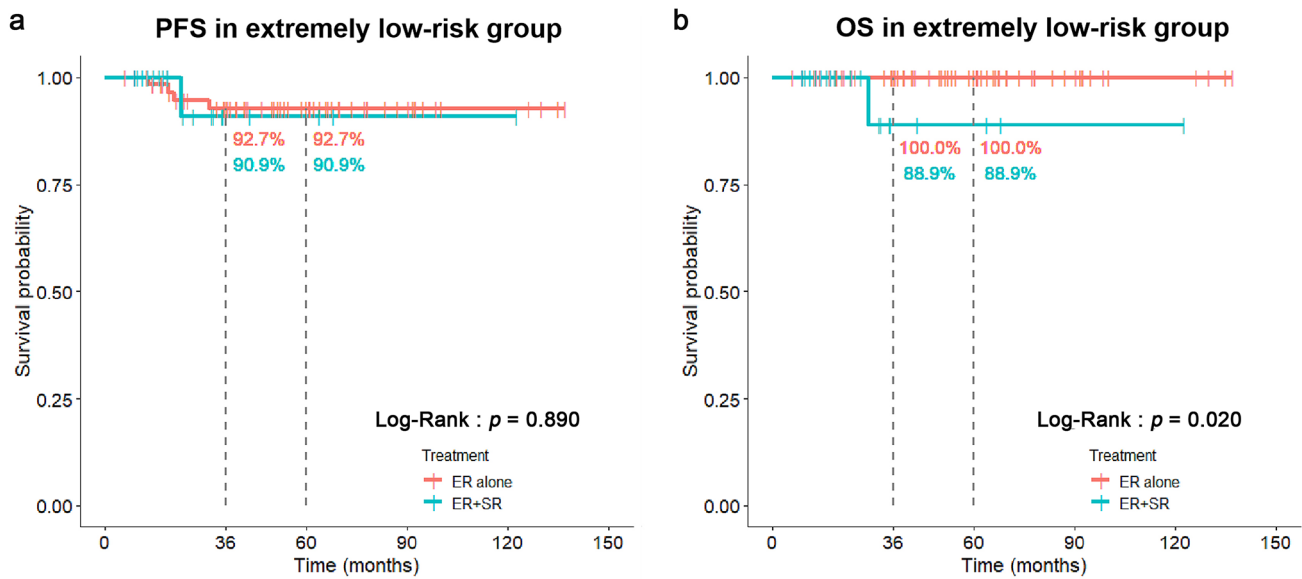 a
PFS in extremely low-risk group
Survival probability
1.00
0.75
0.50
0.25
0.00
92.7%
92.7%
90.9%
90.9%
Log-Rank : p = 0.890
Treatment
ER alone
ER+SR
0
36
60
90
120
150
Time (months)
b
OS in extremely low-risk group
Survival probability
1.00
0.75
0.50
0.25
0.00
100.0%
100.0%
88.9%
88.9%
Log-Rank : p = 0.020
Treatment
ER alone
ER+SR
0
36
60
90
120
150
Time (months)